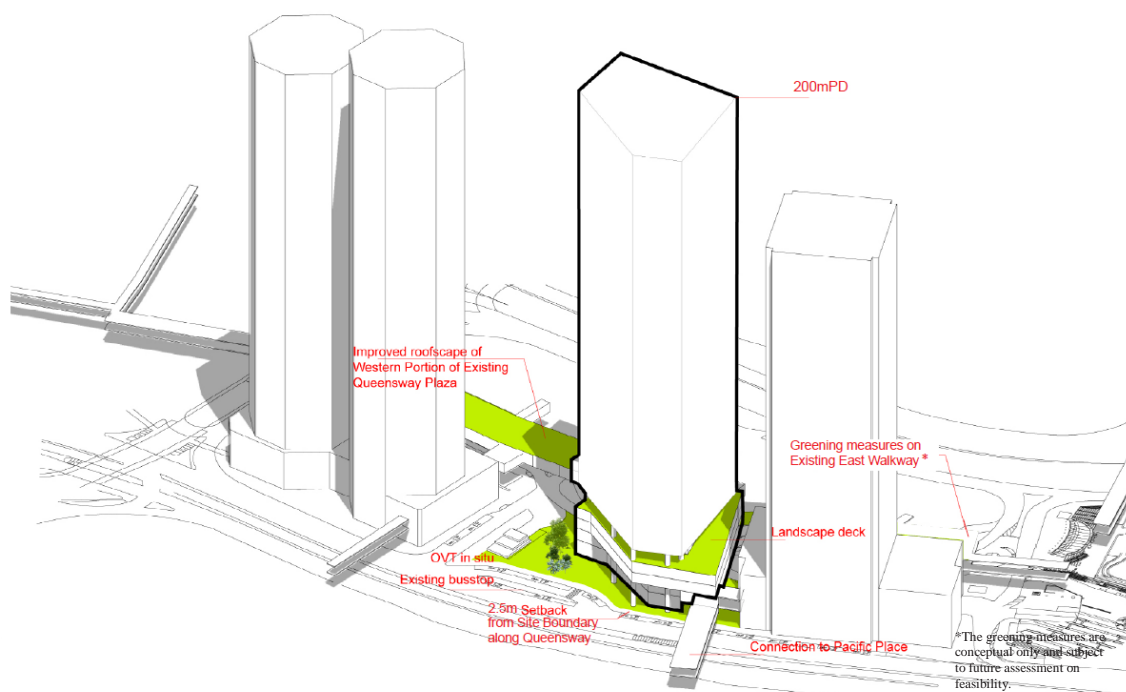 200mPD
Improved roofscape of
Western Portion of Existing
Queensway Plaza
Greening measures on
Existing East Walkway *
Landscape deck
OVT in situ
Existing busstop
2.5m Setback
from Site Boundary
along Queensway
Connection to Pacific Place
*The greening measures are
conceptual only and subject
to future assessment on
feasibility.